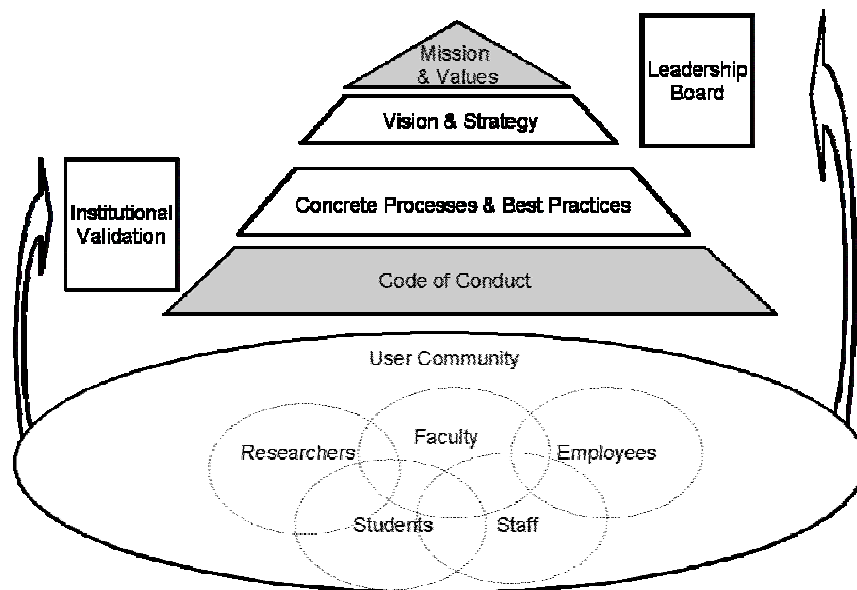 Mission
& Values
Leadership
Board
Vision & Strategy
Institutional
Validation
Concrete Processes & Best Practices
Code of Conduct
User Community
Researchers
Faculty
Employees
Students
Staff